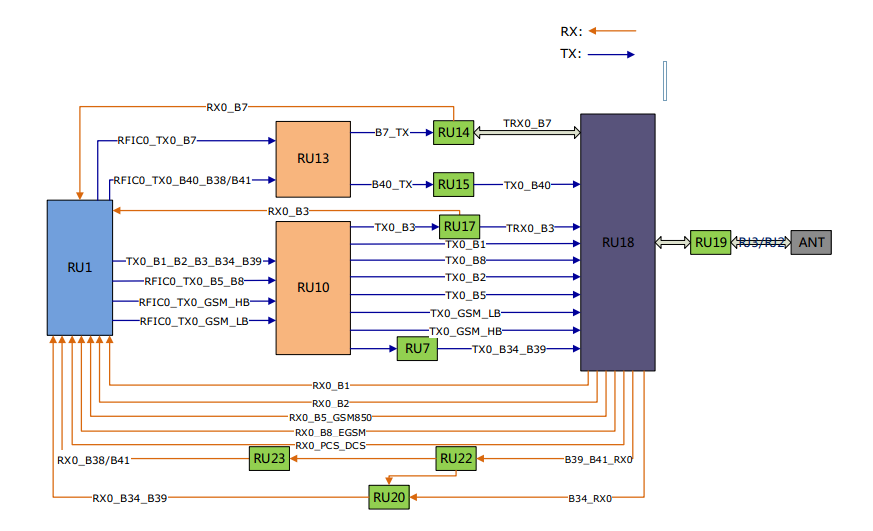 RX:
TX:
RX0_B7
TRX0_B7
B7_TX
RU14
RFIC0_TX0_B7
RU13
RFIC0_TX0_B40_B38/B41
B40_TX
RU15
TX0_B40
RX0_B3
TX0_B3
RU17
TRX0_B3
RU1
RU10
RU18
RU19
RJ3/RJ2
ANT
TX0_B1
TX0_B1_B2_B3_B34_B39
TX0_B8
RFIC0_TX0_B5_B8
TX0_B2
RFIC0_TX0_GSM_HB
TX0_B5
RFIC0_TX0_GSM_LB
TX0_GSM_LB
TX0_GSM_HB
RU7
TX0_B34_B39
RX0_B1
RX0_B2
RX0_B5_GSM850
RX0_B8_EGSM
RX0_PCS_DCS
RX0_B38/B41
RU23
RU22
B39_B41_RX0
RX0_B34_B39
RU20
B34_RX0